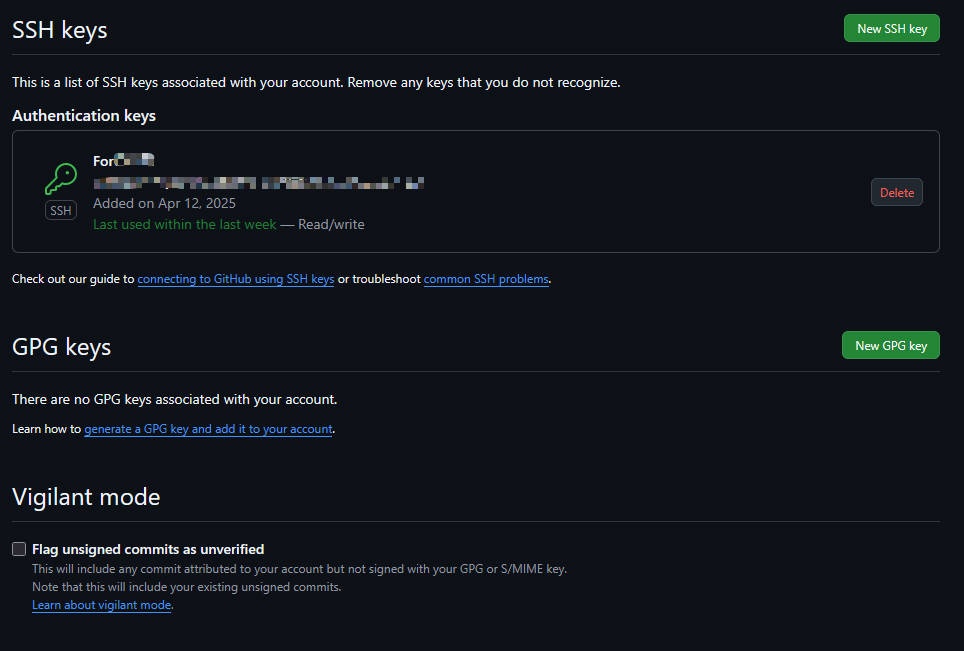 SSH keys
New SSH key
This is a list of SSH keys associated with your account. Remove any keys that you do not recognize.
Authentication keys
For
SSH
Added on Apr 12, 2025
Last used within the last week — Read/write
Delete
Check out our guide to connecting to GitHub using SSH keys or troubleshoot common SSH problems.
GPG keys
New GPG key
There are no GPG keys associated with your account.
Learn how to generate a GPG key and add it to your account.
Vigilant mode
Flag unsigned commits as unverified
This will include any commit attributed to your account but not signed with your GPG or S/MIME key.
Note that this will include your existing unsigned commits.
Learn about vigilant mode.